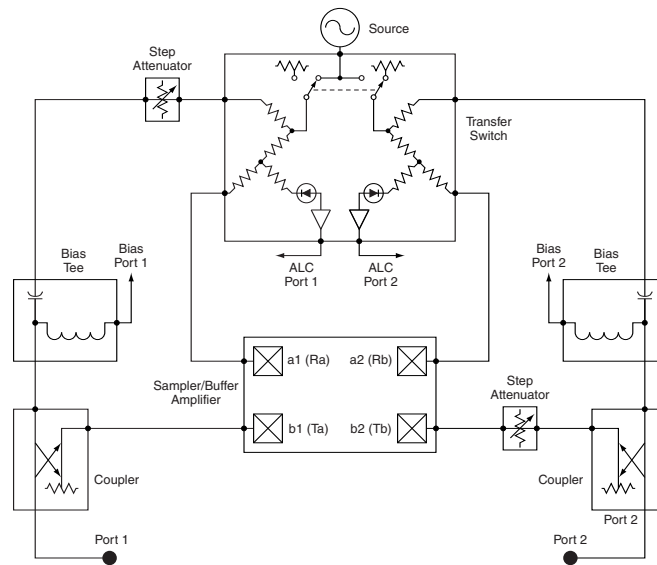 Source
Step
Attenuator
Transfer
Switch
Bias
Tee
Bias
Port 1
ALC
Port 1
ALC
Port 2
Bias
Port 2
Bias
Tee
a1 (Ra)
a2 (Rb)
Sampler/Buffer
Amplifier
b1 (Ta)
b2 (Tb)
Step
Attenuator
Coupler
Coupler
Port 2
Port 1
Port 2